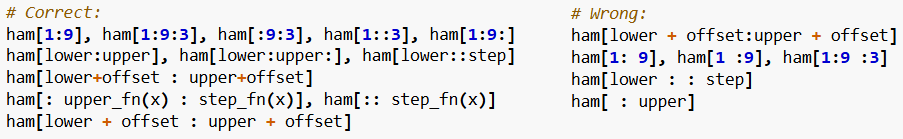 # Correct:
ham[1:9], ham[1:9:3], ham[:9:3], ham[1::3], ham[1:9:]
ham[lower:upper], ham[lower:upper:], ham[lower::step]
ham[lower+offset : upper+offset]
ham[: upper_fn(x) : step_fn(x)], ham[:: step_fn(x)]
ham[lower + offset : upper + offset]
# Wrong:
ham[lower + offset:upper + offset]
ham[1: 9], ham[1 :9], ham[1:9 :3]
ham[lower : : step]
ham[ : upper]